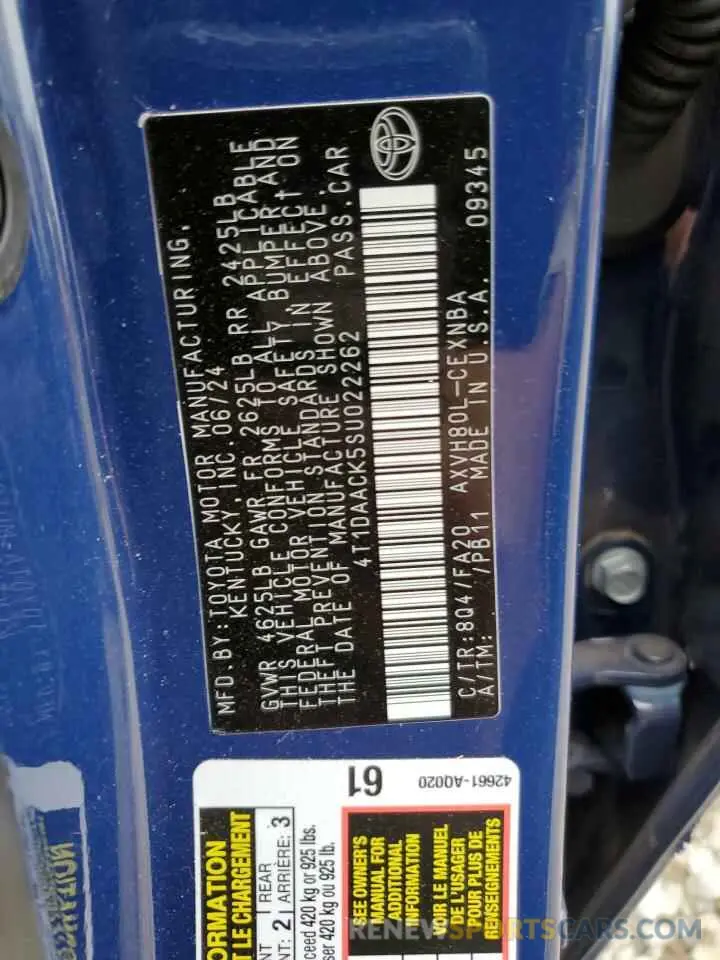 MFD. BY: TOYOTA MOTOR MANUFACTURING.
KENTUCKY INC. 06/24
GVWR 4625LB GAWR FR 2625LB RR 2425LB
THIS VEHICLE CONFORMS TO ALL APPLICABLE
FEDERAL MOTOR VEHICLE SAFETY, BUMPER AND
THEFT PREVENTION STANDARDS IN EFFECT ON
THE DATE OF MANUFACTURE SHOWN ABOVE.
4T1DAACK5SU022262 PASS. CAR
C/TR: 8Q4/FA20 AXVH80L-CEXNBA
A/TM: /PB11 MADE IN U.S.A. 09345
61
42661-A0020
ORMATION
T LE CHARGEMENT
NT 2 REAR 3
NT: ARRIÈRE:
ceed 420 kg or 925 lbs.
ser 420 kg ou 925 lb.
SEE OWNER'S
MANUAL FOR
ADDITIONAL
INFORMATION
VOIR LE MANUEL
DE L'USAGER
POUR PLUS DE
RENSEIGNEMENTS
RENEWSPORTSCARS.COM